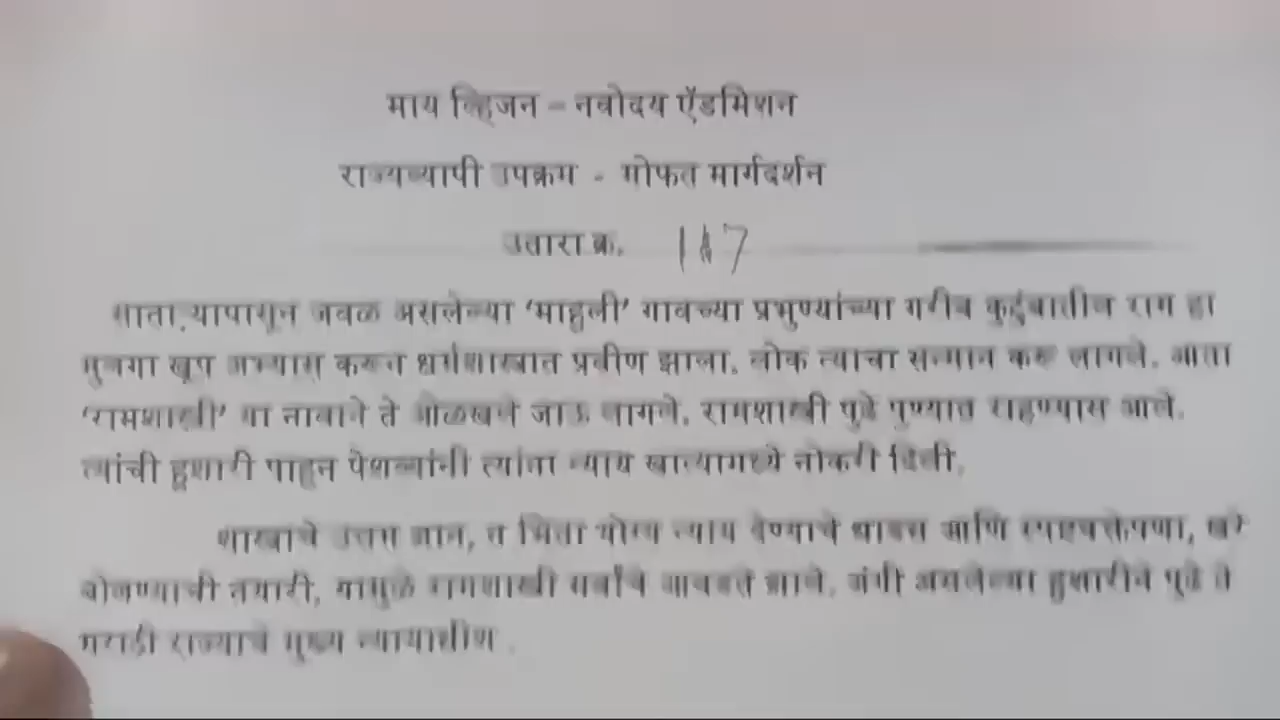 माय व्हिजन - नवोदय ऍडमिशन
राज्यव्यापी उपक्रम - मोफत मार्गदर्शन
उतारा क्र. 117
साताऱ्यापासून जवळ असलेल्या 'माहुली' गावच्या प्रभुण्यांच्या गरीब कुटुंबातील राम हा
मुलगा खूप अभ्यास करून धर्मशास्त्रात प्रवीण झाला. लोक त्याचा सन्मान करू लागले. आता
'रामशास्त्री' या नावाने ते ओळखले जाऊ लागले. रामशास्त्री पुढे पुण्यात राहण्यास आले.
त्यांची हुशारी पाहून पेशव्यांनी त्यांना न्याय खात्यामध्ये नोकरी दिली.
शास्त्राचे उत्तम ज्ञान, न भिता योग्य न्याय देण्याचे धाडस आणि स्पष्टवक्तेपणा, खरे
बोलण्याची तयारी, यामुळे रामशास्त्री सर्वांचे आवडते झाले. अंगी असलेल्या हुशारीने पुढे ते
मराठी राज्याचे मुख्य न्यायाधीश